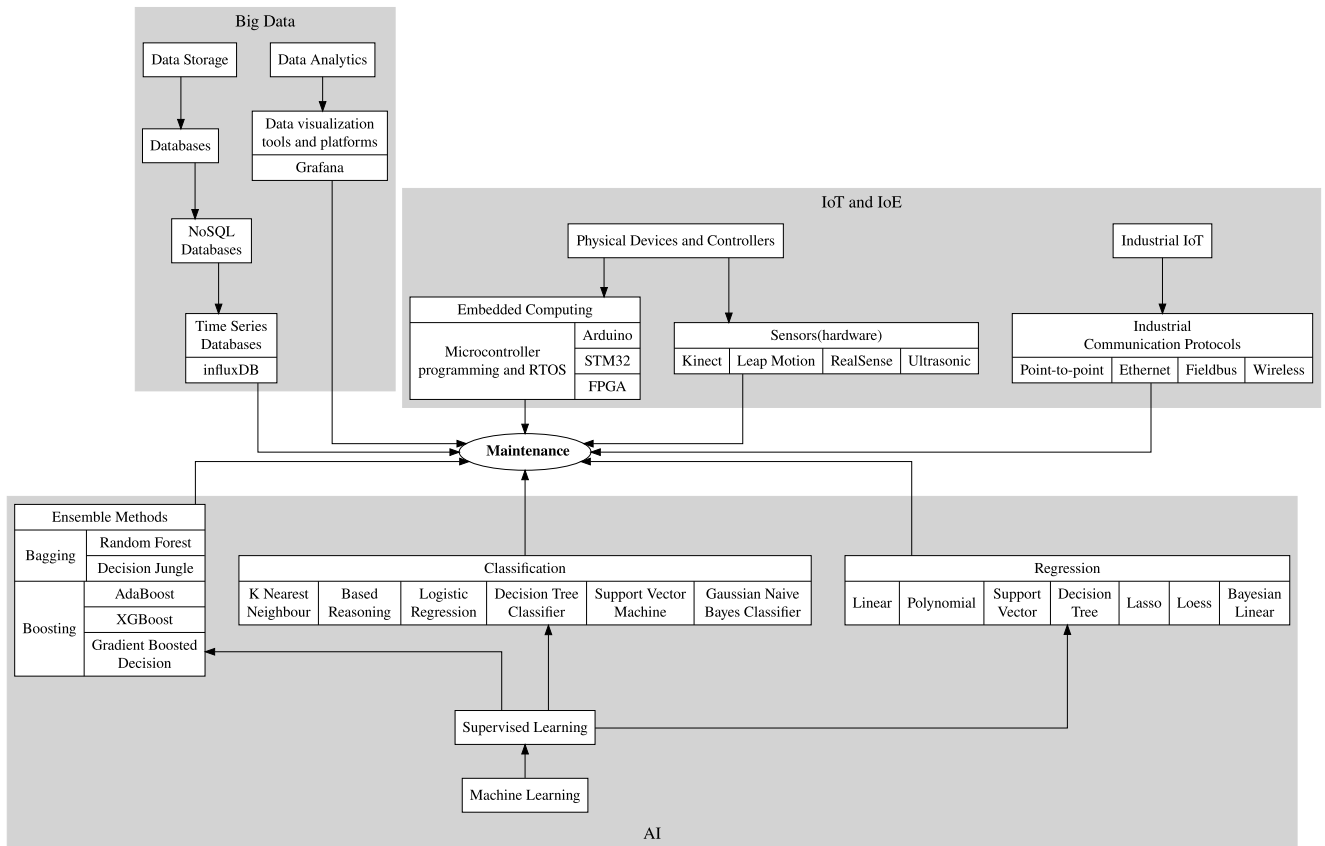 Big Data
Data Storage
Data Analytics
Data visualization
tools and platforms
Grafana
Databases
NoSQL
Databases
Time Series
Databases
influxDB
IoT and IoE
Physical Devices and Controllers
Industrial IoT
Embedded Computing
Microcontroller
programming and RTOS
Arduino
STM32
FPGA
Sensors(hardware)
Kinect
Leap Motion
RealSense
Ultrasonic
Industrial
Communication Protocols
Point-to-point
Ethernet
Fieldbus
Wireless
Maintenance
Ensemble Methods
Bagging
Random Forest
Decision Jungle
Boosting
AdaBoost
XGBoost
Gradient Boosted
Decision
Classification
K Nearest
Neighbour
Based
Reasoning
Logistic
Regression
Decision Tree
Classifier
Support Vector
Machine
Gaussian Naive
Bayes Classifier
Regression
Linear
Polynomial
Support
Vector
Decision
Tree
Lasso
Loess
Bayesian
Linear
Supervised Learning
Machine Learning
AI